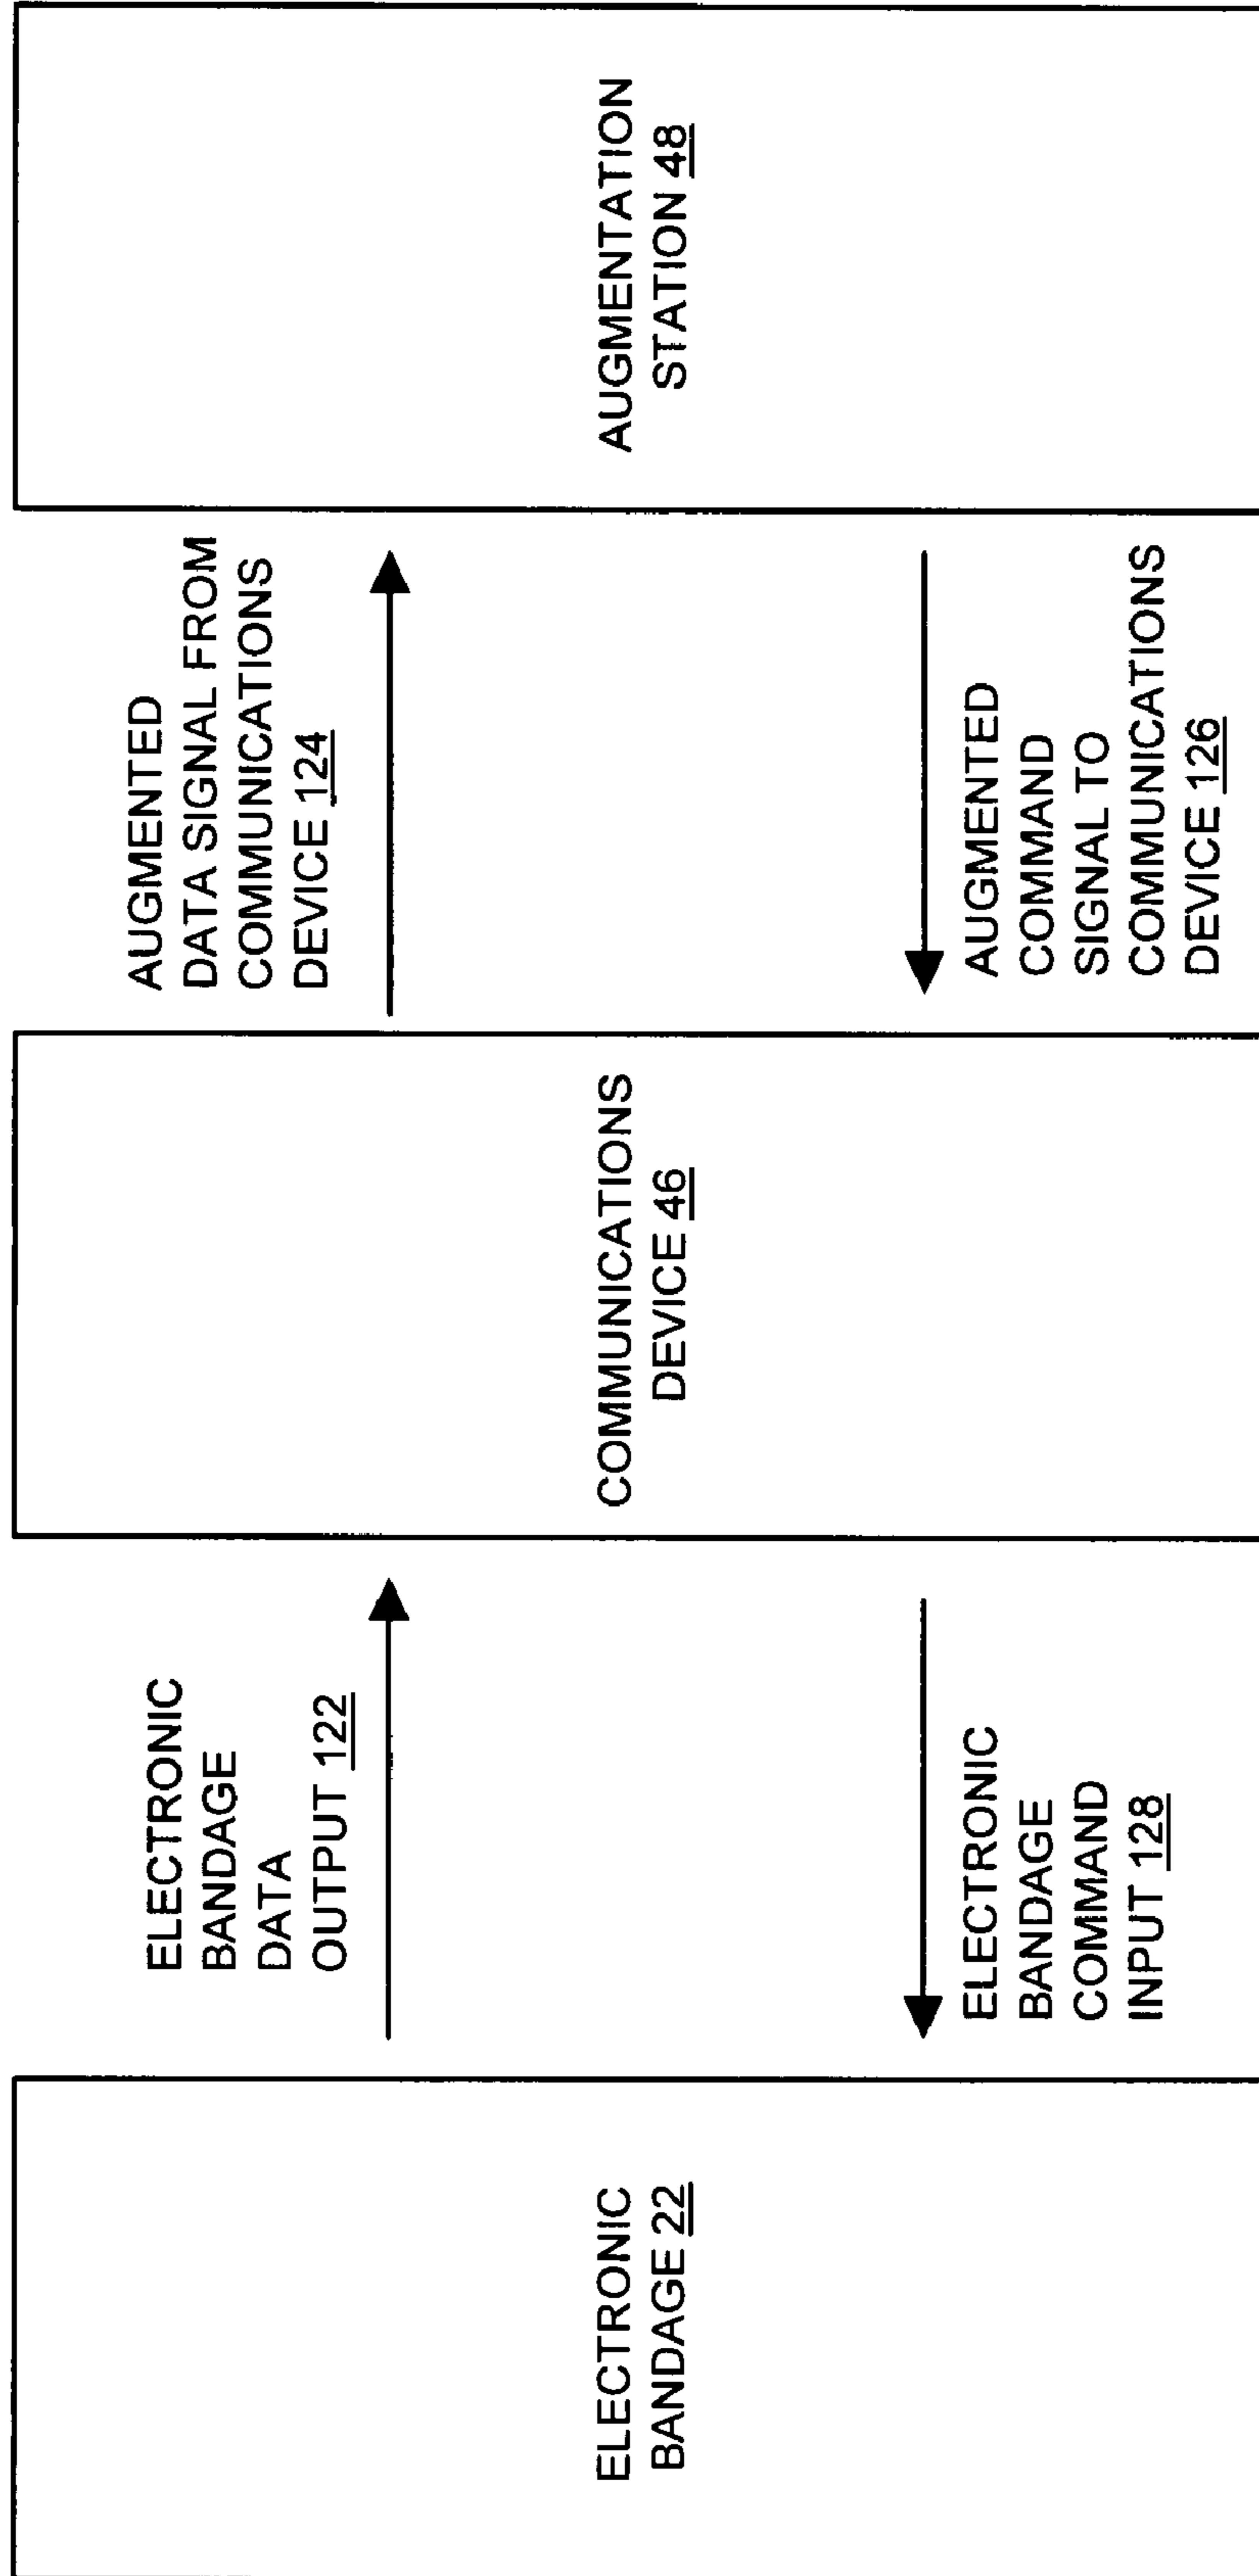 ELECTRONIC
BANDAGE 22
ELECTRONIC
BANDAGE
DATA
OUTPUT 122
ELECTRONIC
BANDAGE
COMMAND
INPUT 128
COMMUNICATIONS
DEVICE 46
AUGMENTED
DATA SIGNAL FROM
COMMUNICATIONS
DEVICE 124
AUGMENTED
COMMAND
SIGNAL TO
COMMUNICATIONS
DEVICE 126
AUGMENTATION
STATION 48